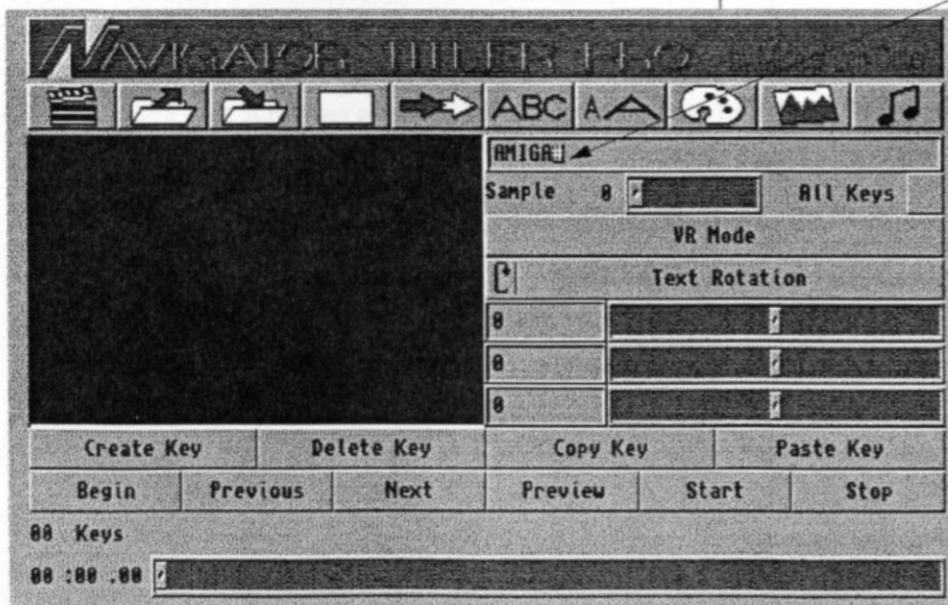 NAVIGATOR TITLER PRO
ABC A A
AMIGA
Sample 0 All Keys
VR Mode
Text Rotation
0
0
0
Create Key Delete Key Copy Key Paste Key
Begin Previous Next Preview Start Stop
00 Keys
00 :00 .00